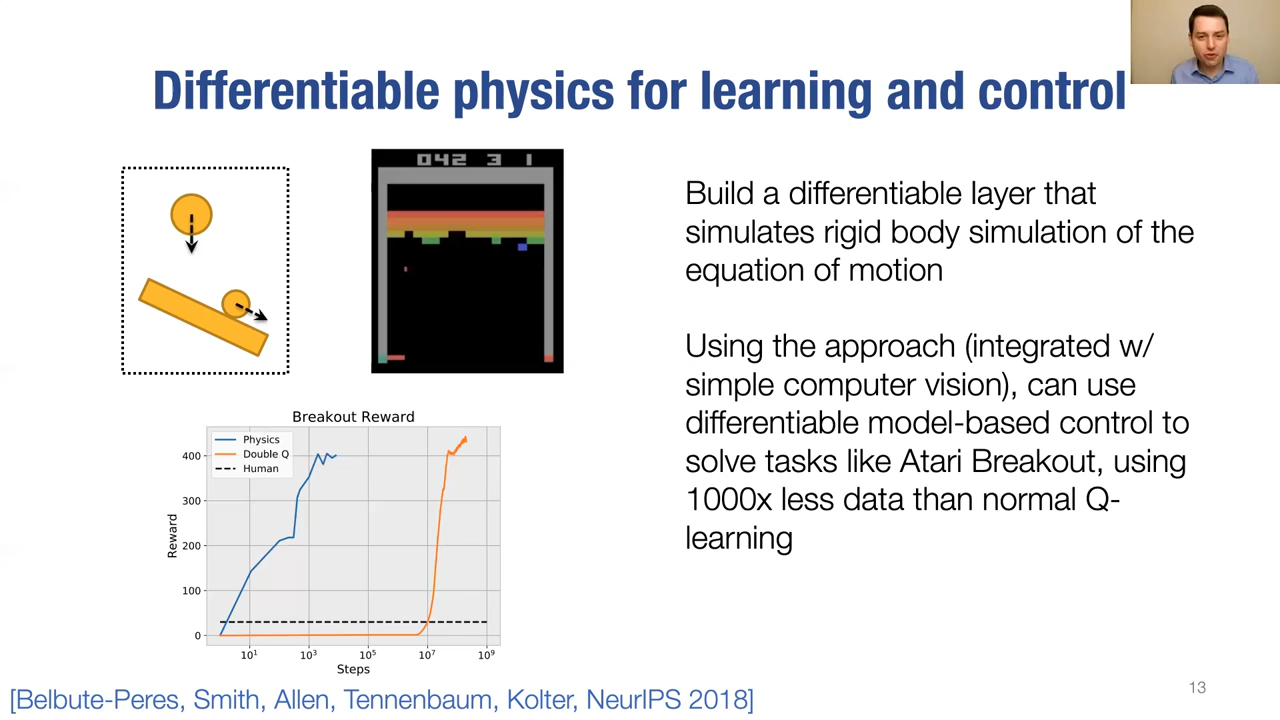 Differentiable physics for learning and control
042 3 1
Build a differentiable layer that
simulates rigid body simulation of the
equation of motion
Using the approach (integrated w/
simple computer vision), can use
differentiable model-based control to
solve tasks like Atari Breakout, using
1000x less data than normal Q-
learning
Breakout Reward
Physics
Double Q
Human
Reward
400
300
200
100
0
10¹ 10³ 10⁵ 10⁷ 10⁹
Steps
[Belbute-Peres, Smith, Allen, Tennenbaum, Kolter, NeurIPS 2018]
13